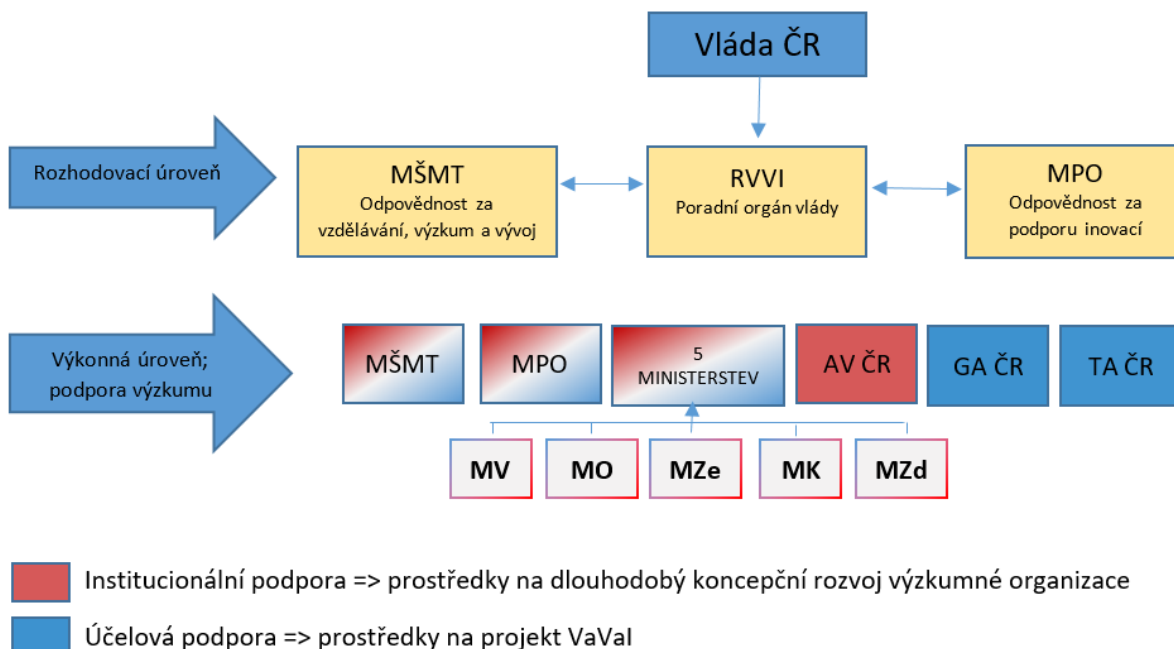 Vláda ČR
Rozhodovací úroveň
MŠMT
Odpovědnost za
vzdělávání, výzkum a vývoj
RVVI
Poradní orgán vlády
MPO
Odpovědnost za
podporu inovací
Výkonná úroveň;
podpora výzkumu
MŠMT
MPO
5
MINISTERSTEV
AV ČR
GA ČR
TA ČR
MV
MO
MZe
MK
MZd
Institucionální podpora => prostředky na dlouhodobý koncepční rozvoj výzkumné organizace
Účelová podpora => prostředky na projekt VaVaI